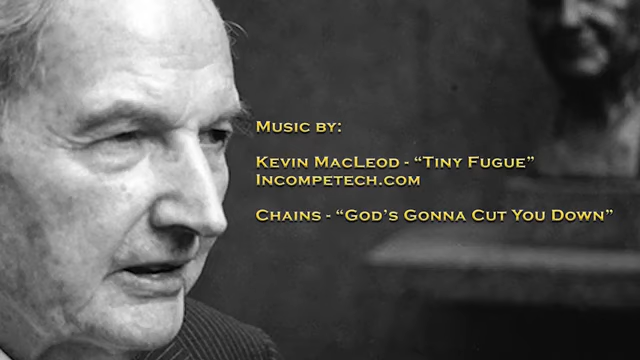 Music by:
Kevin MacLeod - “Tiny Fugue”
Incompetech.com
Chains - “God’s Gonna Cut You Down”